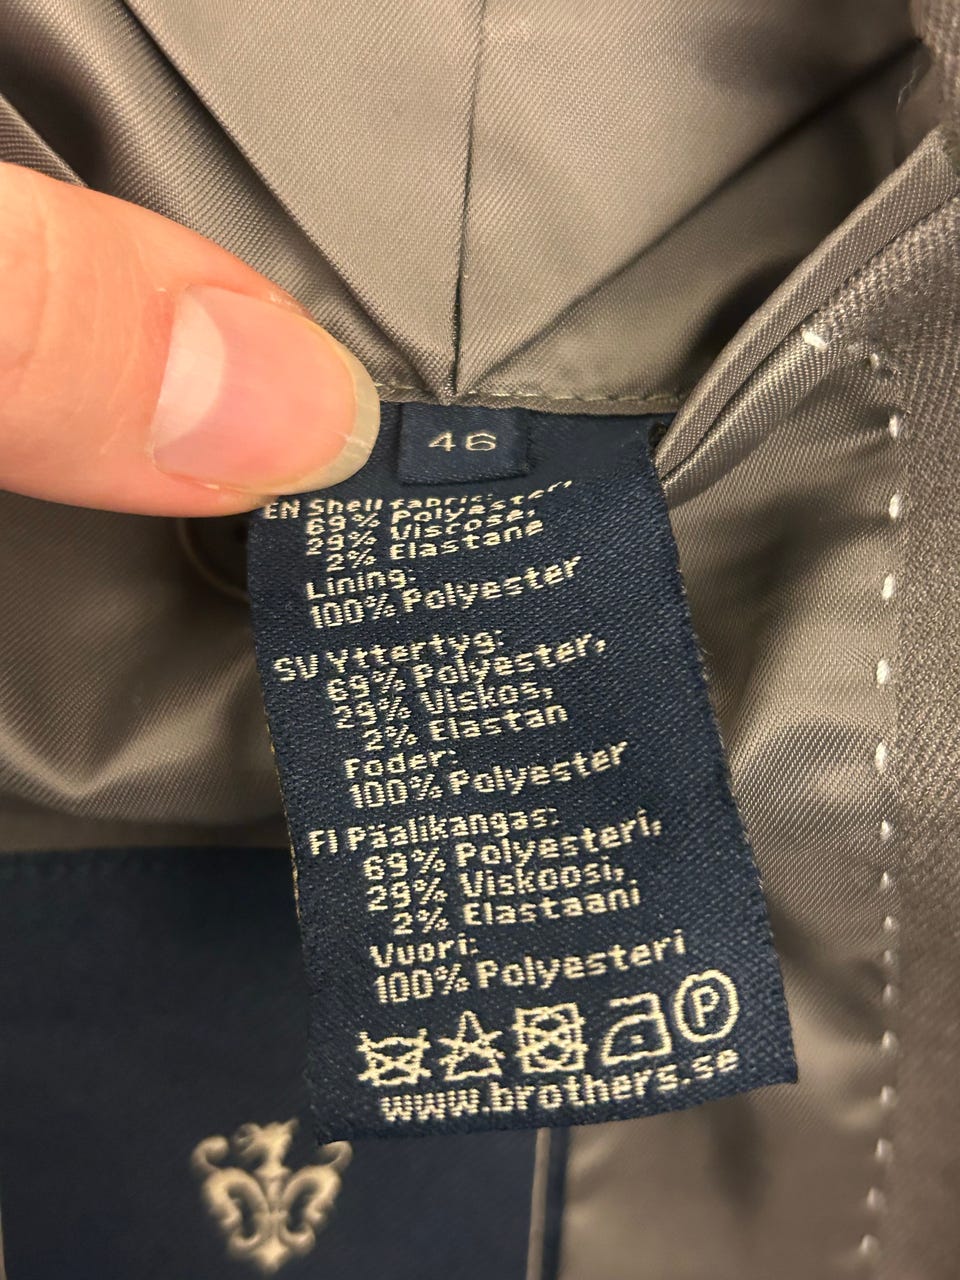 46
EN Shell fabric:
69% Polyester,
29% Viscose,
2% Elastane
Lining:
100% Polyester
SV Yttertyg:
69% Polyester,
29% Viskos,
2% Elastan
Foder:
100% Polyester
FI Päälikangas:
69% Polyesteri,
29% Viskoosi,
2% Elastaani
Vuori:
100% Polyesteri
P
www.brothers.se